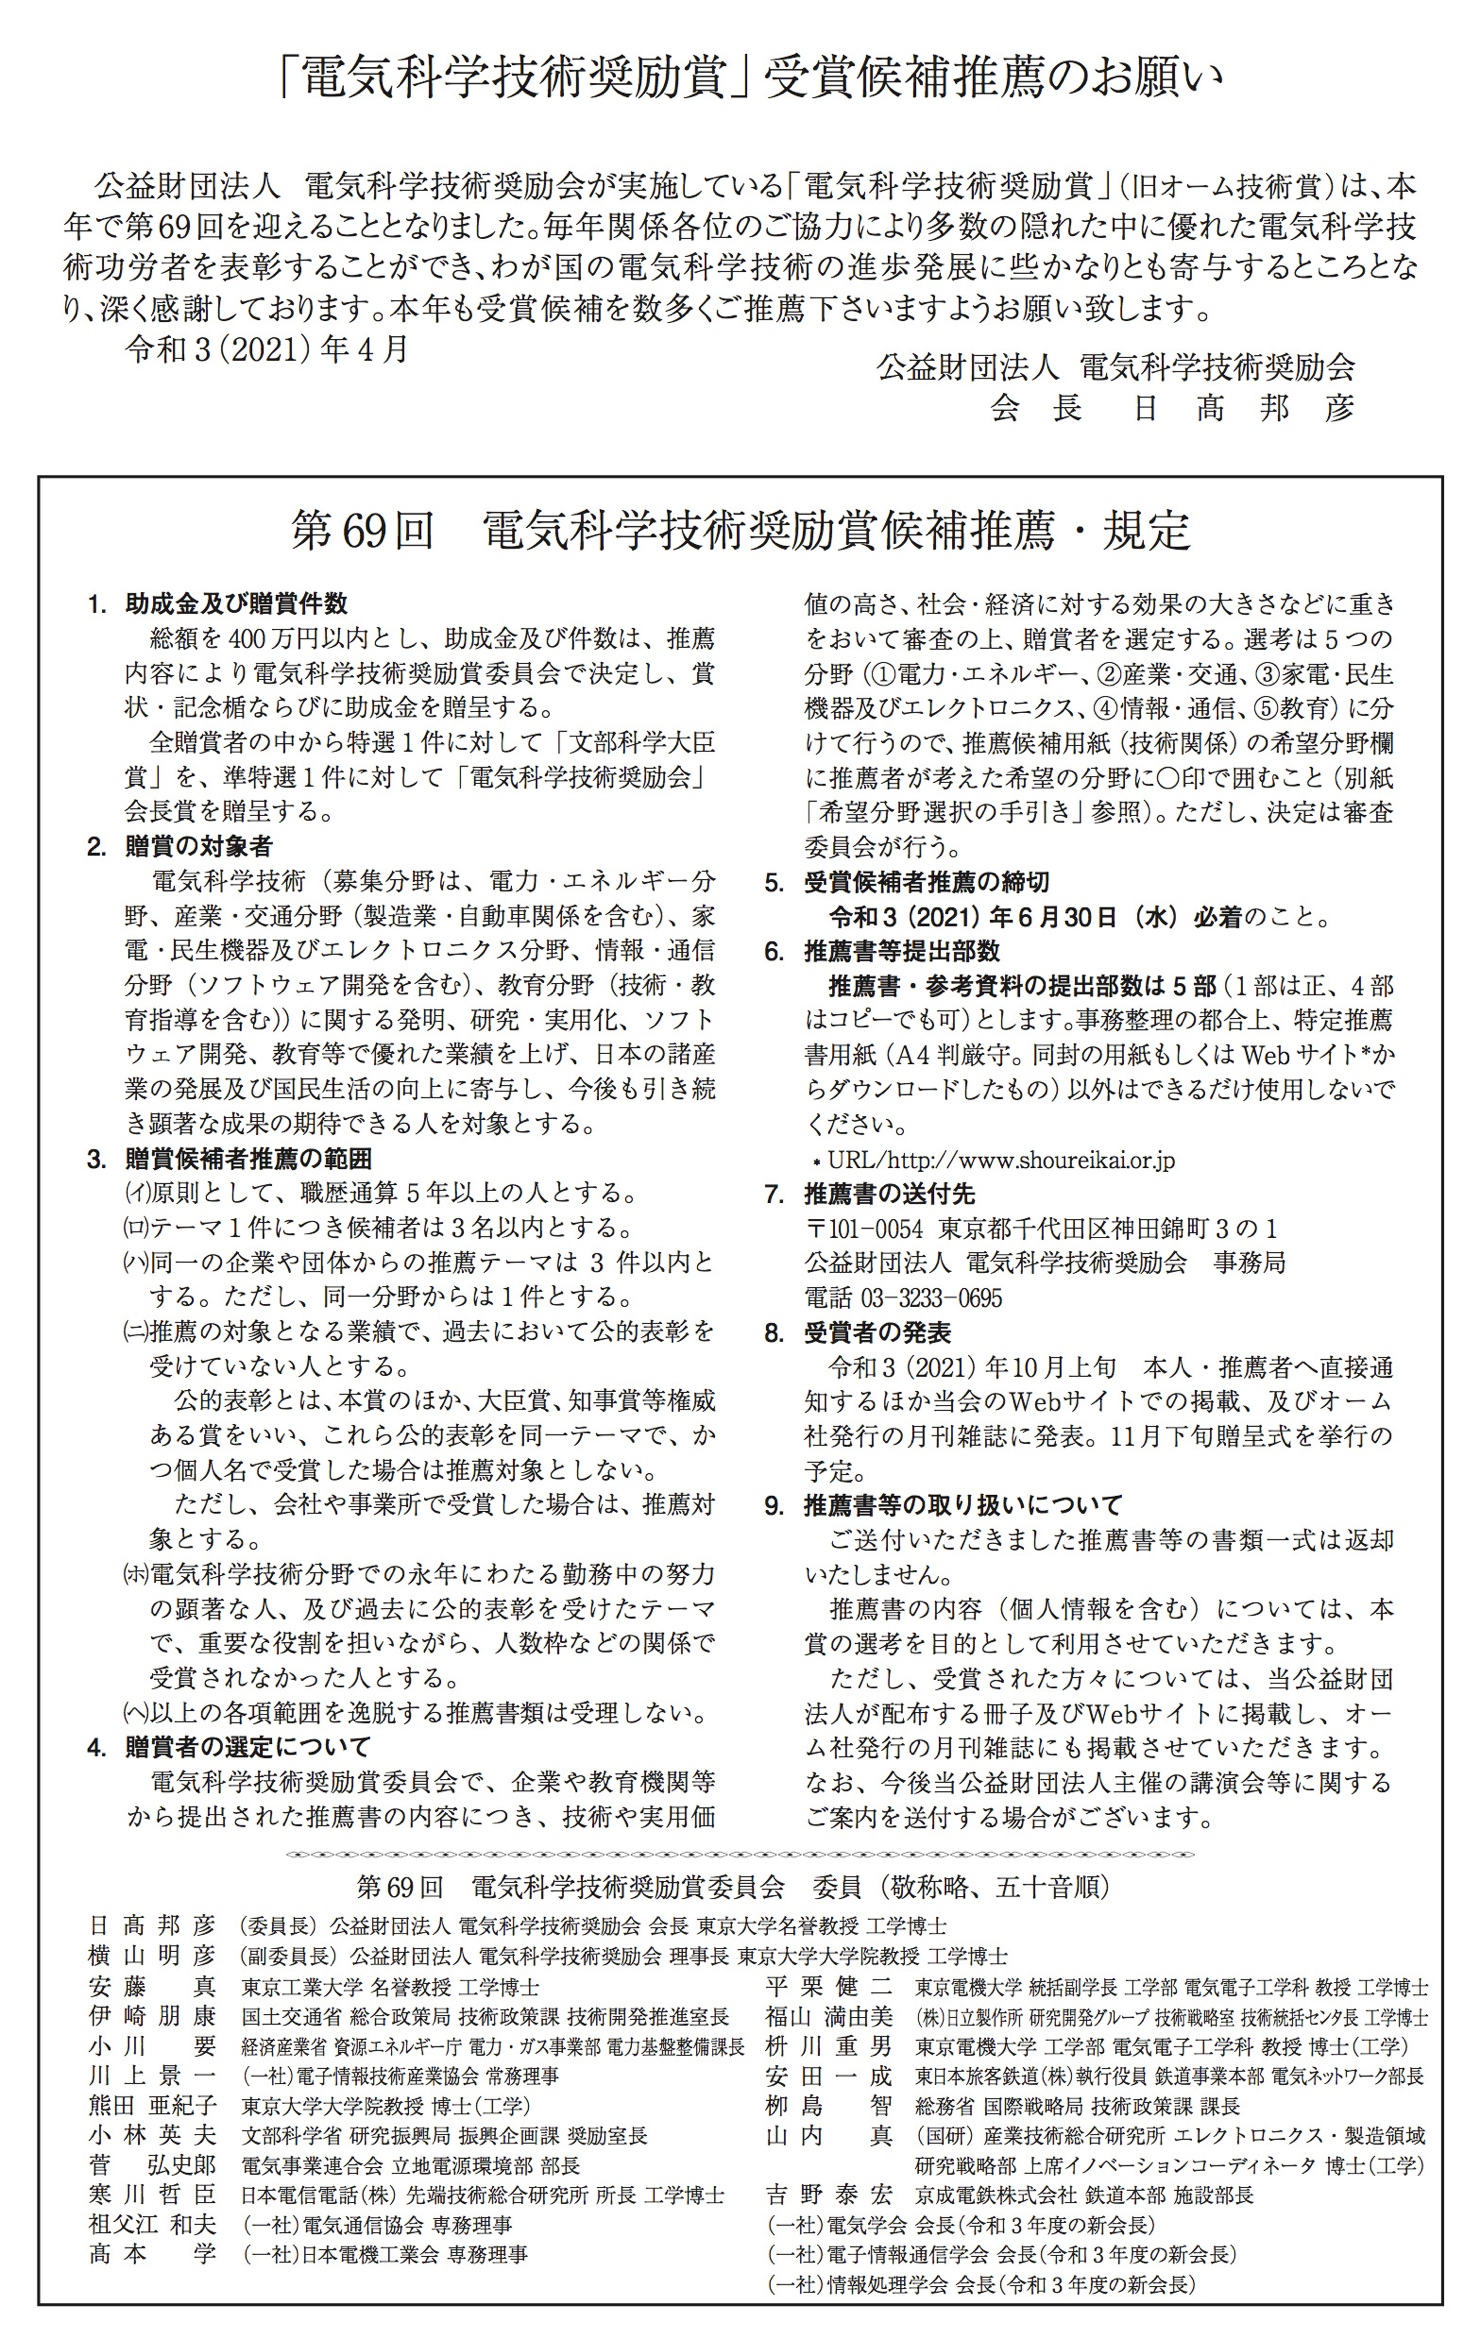 「電気科学技術奨励賞」受賞候補推薦のお願い
公益財団法人 電気科学技術奨励会が実施している「電気科学技術奨励賞」(旧オーム技術賞)は、本
年で第69回を迎えることとなりました。毎年関係各位のご協力により多数の隠れた中に優れた電気科学技
術功労者を表彰することができ、わが国の電気科学技術の進歩発展に些かなりとも寄与するところとな
り、深く感謝しております。本年も受賞候補を数多くご推薦下さいますようお願い致します。
令和3(2021)年4月
公益財団法人 電気科学技術奨励会
会 長 日 髙 邦 彦
第69回 電気科学技術奨励賞候補推薦・規定
1. 助成金及び贈賞件数
総額を400万円以内とし、助成金及び件数は、推薦
内容により電気科学技術奨励賞委員会で決定し、賞
状・記念楯ならびに助成金を贈呈する。
全贈賞者の中から特選1件に対して「文部科学大臣
賞」を、準特選1件に対して「電気科学技術奨励会」
会長賞を贈呈する。
2. 贈賞の対象者
電気科学技術(募集分野は、電力・エネルギー分
野、産業・交通分野(製造業・自動車関係を含む)、家
電・民生機器及びエレクトロニクス分野、情報・通信
分野(ソフトウェア開発を含む)、教育分野(技術・教
育指導を含む))に関する発明、研究・実用化、ソフト
ウェア開発、教育等で優れた業績を上げ、日本の諸産
業の発展及び国民生活の向上に寄与し、今後も引き続
き顕著な成果の期待できる人を対象とする。
3. 贈賞候補者推薦の範囲
(イ)原則として、職歴通算5年以上の人とする。
(ロ)テーマ1件につき候補者は3名以内とする。
(ハ)同一の企業や団体からの推薦テーマは3件以内と
する。ただし、同一分野からは1件とする。
(ニ)推薦の対象となる業績で、過去において公的表彰を
受けていない人とする。
公的表彰とは、本賞のほか、大臣賞、知事賞等権威
ある賞をいい、これら公的表彰を同一テーマで、か
つ個人名で受賞した場合は推薦対象としない。
ただし、会社や事業所で受賞した場合は、推薦対
象とする。
(ホ)電気科学技術分野での永年にわたる勤務中の努力
の顕著な人、及び過去に公的表彰を受けたテーマ
で、重要な役割を担いながら、人数枠などの関係で
受賞されなかった人とする。
(ヘ)以上の各項範囲を逸脱する推薦書類は受理しない。
4. 贈賞者の選定について
電気科学技術奨励賞委員会で、企業や教育機関等
から提出された推薦書の内容につき、技術や実用価
値の高さ、社会・経済に対する効果の大きさなどに重き
をおいて審査の上、贈賞者を選定する。選考は5つの
分野(①電力・エネルギー、②産業・交通、③家電・民生
機器及びエレクトロニクス、④情報・通信、⑤教育)に分
けて行うので、推薦候補用紙(技術関係)の希望分野欄
に推薦者が考えた希望の分野に○印で囲むこと(別紙
「希望分野選択の手引き」参照)。ただし、決定は審査
委員会が行う。
5. 受賞候補者推薦の締切
令和3(2021)年6月30日(水)必着のこと。
6. 推薦書等提出部数
推薦書・参考資料の提出部数は5部(1部は正、4部
はコピーでも可)とします。事務整理の都合上、特定推薦
書用紙(A4判厳守。同封の用紙もしくはWebサイト*か
らダウンロードしたもの)以外はできるだけ使用しないで
ください。
* URL/http://www.shoureikai.or.jp
7. 推薦書の送付先
〒101-0054 東京都千代田区神田錦町3の1
公益財団法人 電気科学技術奨励会 事務局
電話 03-3233-0695
8. 受賞者の発表
令和3(2021)年10月上旬 本人・推薦者へ直接通
知するほか当会のWebサイトでの掲載、及びオーム
社発行の月刊雑誌に発表。11月下旬贈呈式を挙行の
予定。
9. 推薦書等の取り扱いについて
ご送付いただきました推薦書等の書類一式は返却
いたしません。
推薦書の内容(個人情報を含む)については、本
賞の選考を目的として利用させていただきます。
ただし、受賞された方々については、当公益財団
法人が配布する冊子及びWebサイトに掲載し、オー
ム社発行の月刊雑誌にも掲載させていただきます。
なお、今後当公益財団法人主催の講演会等に関する
ご案内を送付する場合がございます。
第69回 電気科学技術奨励賞委員会 委員(敬称略、五十音順)
日髙邦彦 (委員長)公益財団法人 電気科学技術奨励会 会長 東京大学名誉教授 工学博士
横山明彦 (副委員長)公益財団法人 電気科学技術奨励会 理事長 東京大学大学院教授 工学博士
安藤 真 東京工業大学 名誉教授 工学博士
伊崎朋康 国土交通省 総合政策局 技術政策課 技術開発推進室長
小川 要 経済産業省 資源エネルギー庁 電力・ガス事業部 電力基盤整備課長
川上景一 (一社)電子情報技術産業協会 常務理事
熊田 亜紀子 東京大学大学院教授 博士(工学)
小林英夫 文部科学省 研究振興局 振興企画課 奨励室長
菅 弘史郎 電気事業連合会 立地電源環境部 部長
寒川哲臣 日本電信電話(株) 先端技術総合研究所 所長 工学博士
祖父江 和夫 (一社)電気通信協会 専務理事
髙本 学 (一社)日本電機工業会 専務理事
平栗健二 東京電機大学 統括副学長 工学部 電気電子工学科 教授 工学博士
福山 満由美 (株)日立製作所 研究開発グループ 技術戦略室 技術統括センタ長 工学博士
枡川重男 東京電機大学 工学部 電気電子工学科 教授 博士(工学)
安田一成 東日本旅客鉄道(株)執行役員 鉄道事業本部 電気ネットワーク部長
栁島 智 総務省 国際戦略局 技術政策課 課長
山内 真 (国研)産業技術総合研究所 エレクトロニクス・製造領域
研究戦略部 上席イノベーションコーディネータ 博士(工学)
吉野泰宏 京成電鉄株式会社 鉄道本部 施設部長
(一社)電気学会 会長(令和3年度の新会長)
(一社)電子情報通信学会 会長(令和3年度の新会長)
(一社)情報処理学会 会長(令和3年度の新会長)